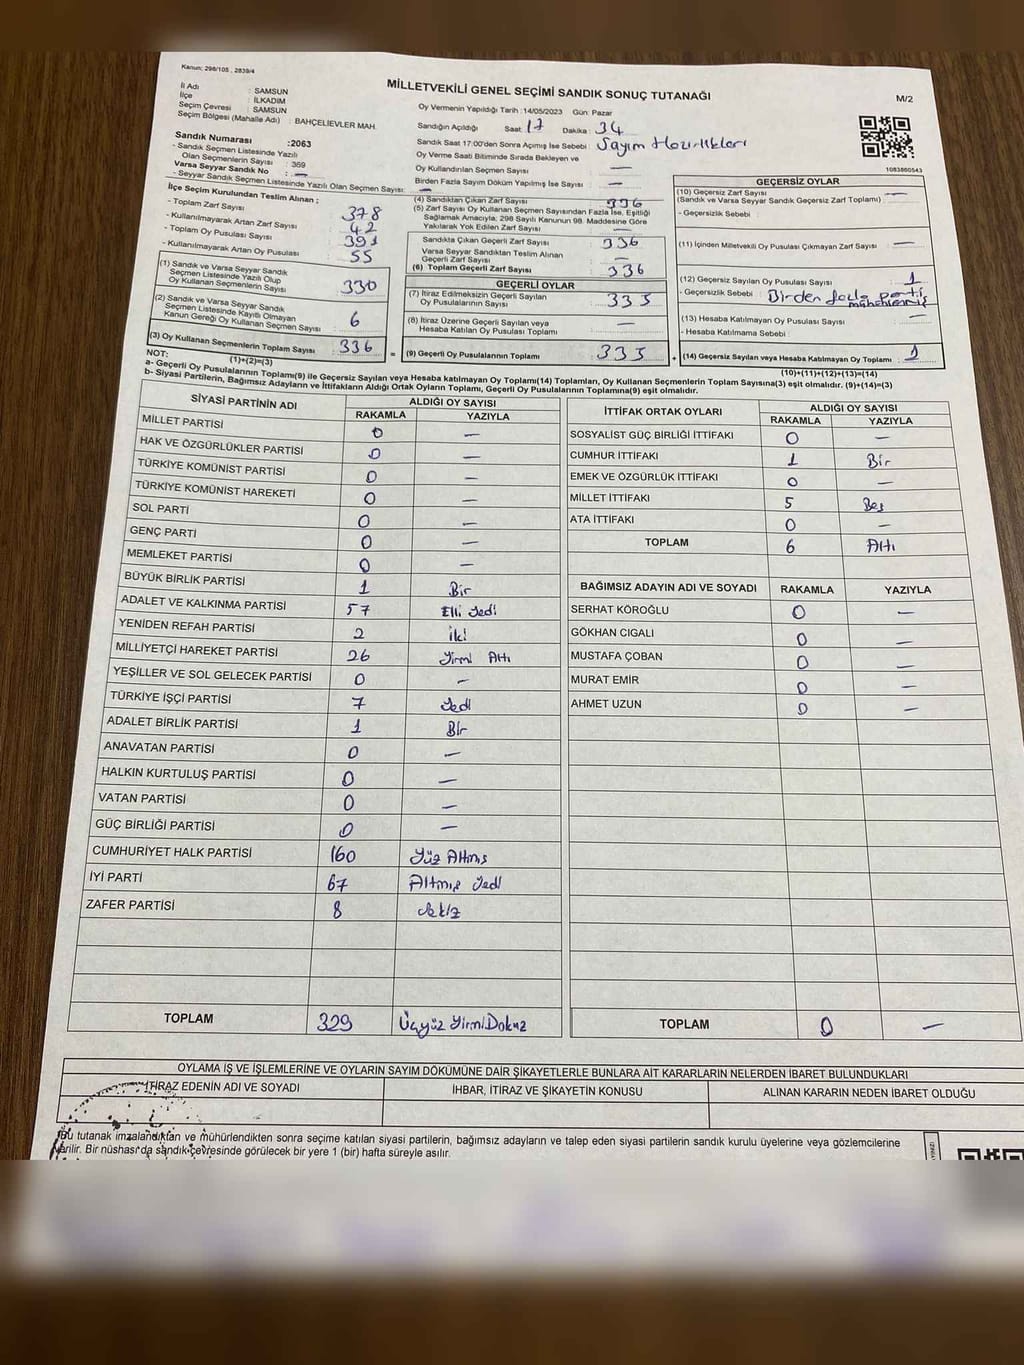 Kanun; 298/105 , 2839/4
MİLLETVEKİLİ GENEL SEÇİMİ SANDIK SONUÇ TUTANAĞI
M/2
İl Adı : SAMSUN
İlçe : İLKADIM
Seçim Çevresi : SAMSUN
Seçim Bölgesi (Mahalle Adı) : BAHÇELİEVLER MAH.
Sandık Numarası :2063
- Sandık Seçmen Listesinde Yazılı
Olan Seçmenlerin Sayısı : 369
Varsa Seyyar Sandık No : —
- Seyyar Sandık Seçmen Listesinde Yazılı Olan Seçmen Sayısı: —
Oy Vermenin Yapıldığı Tarih :14/05/2023 Gün: Pazar
Sandığın Açıldığı Saat : 17 Dakika : 34
Sandık Saat 17:00'den Sonra Açımış İse Sebebi : Sayım Hazırlıkları
Oy Verme Saati Bitiminde Sırada Bekleyen ve
Oy Kullandırılan Seçmen Sayısı : —
Birden Fazla Sayım Döküm Yapılmış İse Sayısı : —
1083860543
İlçe Seçim Kurulundan Teslim Alınan ;
- Toplam Zarf Sayısı 378
- Kullanılmayarak Artan Zarf Sayısı 42
- Toplam Oy Pusulası Sayısı 391
- Kullanılmayarak Artan Oy Pusulası 55
(1) Sandık ve Varsa Seyyar Sandık
Seçmen Listesinde Yazılı Olup
Oy Kullanan Seçmenlerin Sayısı 330
(2) Sandık ve Varsa Seyyar Sandık
Seçmen Listesinde Kayıtlı Olmayan
Kanun Gereği Oy Kullanan Seçmen Sayısı 6
(3) Oy Kullanan Seçmenlerin Toplam Sayısı 336
(1)+(2)=(3)
(4) Sandıktan Çıkan Zarf Sayısı 336
(5) Zarf Sayısı Oy Kullanan Seçmen Sayısından Fazla İse, Eşitliği
Sağlamak Amacıyla, 298 Sayılı Kanunun 98. Maddesine Göre
Yakılarak Yok Edilen Zarf Sayısı —
Sandıkta Çıkan Geçerli Zarf Sayısı 336
Varsa Seyyar Sandıktan Teslim Alınan
Geçerli Zarf Sayısı —
(6) Toplam Geçerli Zarf Sayısı 336
GEÇERLİ OYLAR
(7) İtiraz Edilmeksizin Geçerli Sayılan
Oy Pusulalarının Sayısı 335
(8) İtiraz Üzerine Geçerli Sayılan veya
Hesaba Katılan Oy Pusulası Toplamı —
= (9) Geçerli Oy Pusulalarının Toplamı 335 +
GEÇERSİZ OYLAR
(10) Geçersiz Zarf Sayısı —
(Sandık ve Varsa Seyyar Sandık Geçersiz Zarf Toplamı)
- Geçersizlik Sebebi :
(11) İçinden Milletvekili Oy Pusulası Çıkmayan Zarf Sayısı —
(12) Geçersiz Sayılan Oy Pusulası Sayısı 1
- Geçersizlik Sebebi : Birden fazla parti
mühürlenmiş
(13) Hesaba Katılmayan Oy Pusulası Sayısı —
- Hesaba Katılmama Sebebi :
(14) Geçersiz Sayılan veya Hesaba Katılmayan Oy Toplamı 1
(10)+(11)+(12)+(13)=(14)
NOT:
a- Geçerli Oy Pusulalarının Toplamı(9) ile Geçersiz Sayılan veya Hesaba katılmayan Oy Toplamı(14) Toplamları, Oy Kullanan Seçmenlerin Toplam Sayısına(3) eşit olmalıdır. (9)+(14)=(3)
b- Siyasi Partilerin, Bağımsız Adayların ve İttifakların Aldığı Ortak Oyların Toplamı, Geçerli Oy Pusulalarının Toplamına(9) eşit olmalıdır.
SİYASİ PARTİNİN ADI ALDIĞI OY SAYISI
RAKAMLA YAZIYLA
MİLLET PARTİSİ 0 —
HAK VE ÖZGÜRLÜKLER PARTİSİ 0 —
TÜRKİYE KOMÜNİST PARTİSİ 0 —
TÜRKİYE KOMÜNİST HAREKETİ 0 —
SOL PARTİ 0 —
GENÇ PARTİ 0 —
MEMLEKET PARTİSİ 0 —
BÜYÜK BİRLİK PARTİSİ 1 Bir
ADALET VE KALKINMA PARTİSİ 57 Elli Yedi
YENİDEN REFAH PARTİSİ 2 İki
MİLLİYETÇİ HAREKET PARTİSİ 26 Yirmi Altı
YEŞİLLER VE SOL GELECEK PARTİSİ 0 —
TÜRKİYE İŞÇİ PARTİSİ 7 Yedi
ADALET BİRLİK PARTİSİ 1 Bir
ANAVATAN PARTİSİ 0 —
HALKIN KURTULUŞ PARTİSİ 0 —
VATAN PARTİSİ 0 —
GÜÇ BİRLİĞİ PARTİSİ 0 —
CUMHURİYET HALK PARTİSİ 160 Yüz Altmış
İYİ PARTİ 67 Altmış Yedi
ZAFER PARTİSİ 8 Sekiz
TOPLAM 329 Üçyüz YirmiDokuz
İTTİFAK ORTAK OYLARI ALDIĞI OY SAYISI
RAKAMLA YAZIYLA
SOSYALİST GÜÇ BİRLİĞİ İTTİFAKI 0 —
CUMHUR İTTİFAKI 1 Bir
EMEK VE ÖZGÜRLÜK İTTİFAKI 0 —
MİLLET İTTİFAKI 5 Beş
ATA İTTİFAKI 0 —
TOPLAM 6 Altı
BAĞIMSIZ ADAYIN ADI VE SOYADI RAKAMLA YAZIYLA
SERHAT KÖROĞLU 0 —
GÖKHAN CIGALI 0 —
MUSTAFA ÇOBAN 0 —
MURAT EMİR 0 —
AHMET UZUN 0 —
TOPLAM 0 —
OYLAMA İŞ VE İŞLEMLERİNE VE OYLARIN SAYIM DÖKÜMÜNE DAİR ŞİKAYETLERLE BUNLARA AİT KARARLARIN NELERDEN İBARET BULUNDUKLARI
İTİRAZ EDENİN ADI VE SOYADI İHBAR, İTİRAZ VE ŞİKAYETİN KONUSU ALINAN KARARIN NEDEN İBARET OLDUĞU
Bu tutanak imzalandıktan ve mühürlendikten sonra seçime katılan siyasi partilerin, bağımsız adayların ve talep eden siyasi partilerin sandık kurulu üyelerine veya gözlemcilerine
verilir. Bir nüshası da sandık çevresinde görülecek bir yere 1 (bir) hafta süreyle asılır.